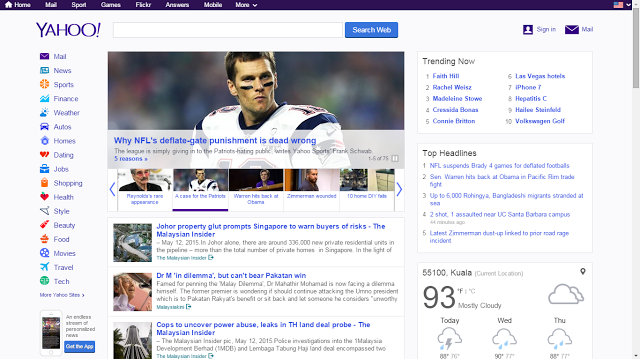 Home Mail Sport Games Flickr Answers Mobile More
YAHOO!
Search Web
Sign in
Mail
Mail
News
Sports
Finance
Weather
Autos
Homes
Dating
Jobs
Shopping
Health
Style
Beauty
Food
Movies
Travel
Tech
More Yahoo Sites ›
An endless stream of personalized news
Get the App
Why NFL's deflate-gate punishment is dead wrong
The league is simply giving in to the Patriots-hating public, writes Yahoo Sports' Frank Schwab.
5 reasons »
1-5 of 75
Reynolds's rare appearance
A case for the Patriots
Warren hits back at Obama
Zimmerman wounded
10 home DIY fails
Johor property glut prompts Singapore to warn buyers of risks - The Malaysian Insider
– May 12, 2015 In Johor alone, there are around 336,000 new private residential units in the pipeline – more than the total number of private homes in Singapore. In the light of
The Malaysian Insider
Dr M 'in dilemma', but can't bear Pakatan win
Famed for penning the 'Malay Dilemma', Dr Mahathir Mohamad is now facing a dilemma himself. The former premier is wondering if should continue attacking the Umno president which is to Pakatan Rakyat's benefit or sit back and let someone he considers "unworthy
Malaysiakini
Cops to uncover power abuse, leaks in TH land deal probe - The Malaysian Insider
– The Malaysian Insider pic, May 12, 2015 Police investigations into the 1Malaysia Development Berhad (1MDB) and Lembaga Tabung Haji land deal encompassed two
The Malaysian Insider
Trending Now
1 Faith Hill
2 Rachel Weisz
3 Madeleine Stowe
4 Cressida Bonas
5 Connie Britton
6 Las Vegas hotels
7 iPhone 7
8 Hepatitis C
9 Hailee Steinfeld
10 Volkswagen Golf
Top Headlines
1 NFL suspends Brady 4 games for deflated footballs
2 Sen. Warren hits back at Obama in Pacific Rim trade fight
3 Up to 6,000 Rohingya, Bangladeshi migrants stranded at sea
4 2 shot, 1 assaulted near UC Santa Barbara campus
44 minutes ago
5 Latest Zimmerman dust-up linked to prior road rage incident
55100, Kuala (Current Location)
93 °F | °C
Mostly Cloudy
Today Wed Thu
88° 76° 90° 77° 88° 77°